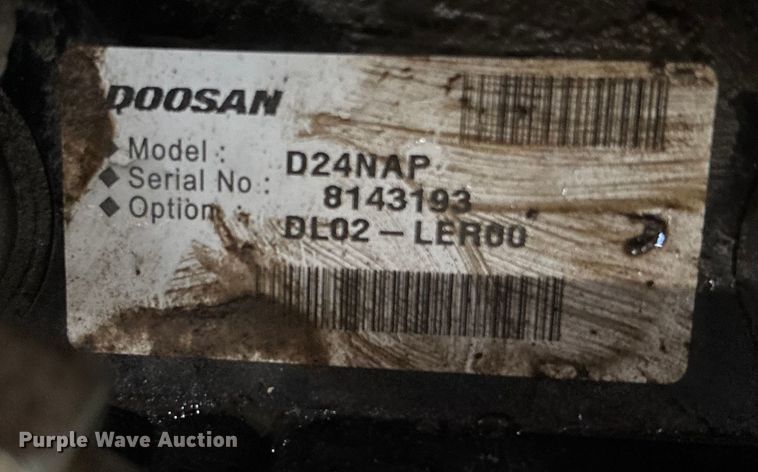 DOOSAN
Model : D24NAP
Serial No : 8143193
Option : DL02-LER00
Purple Wave Auction